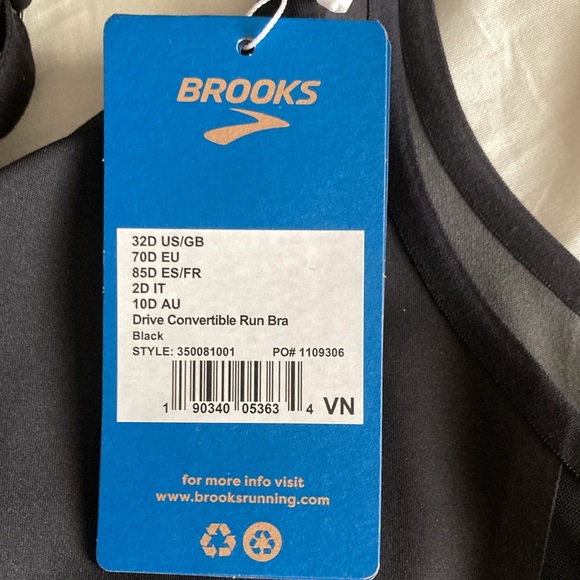 BROOKS
32D US/GB
70D EU
85D ES/FR
2D IT
10D AU
Drive Convertible Run Bra
Black
STYLE: 350081001 PO# 1109306
1 90340 05363 4 VN
for more info visit
www.brooksrunning.com